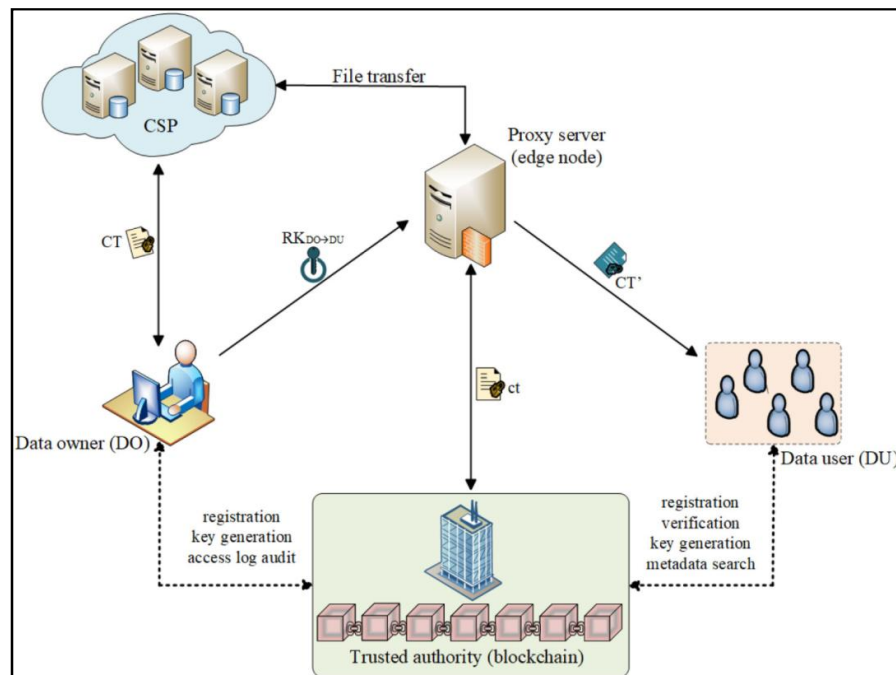 File transfer
CSP
Proxy server
(edge node)
CT
RKDO→DU
CT’
ct
Data owner (DO)
Data user (DU)
registration
key generation
access log audit
registration
verification
key generation
metadata search
Trusted authority (blockchain)